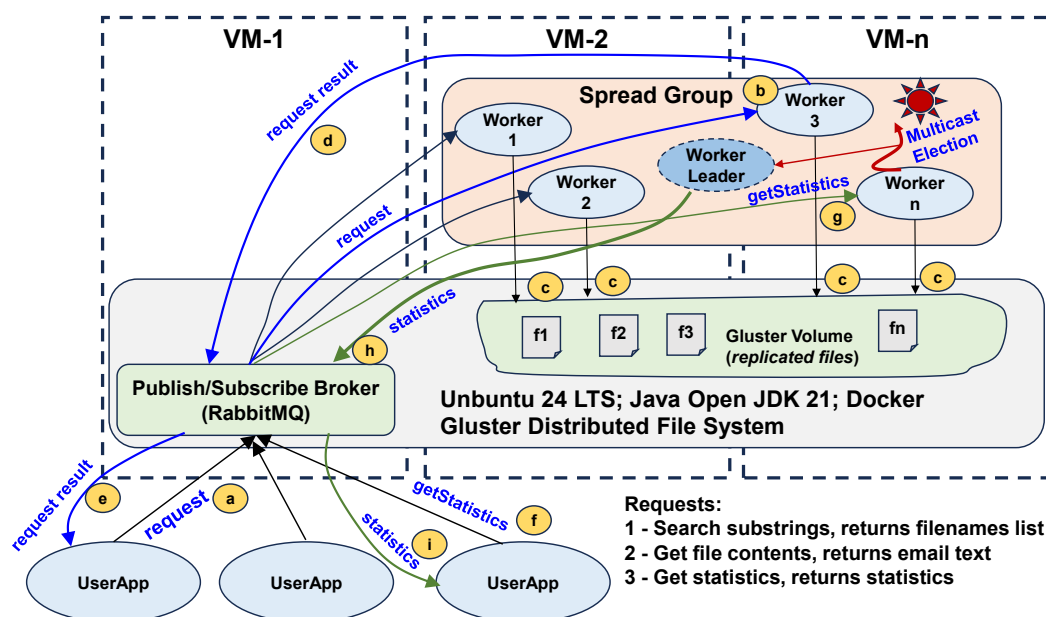 VM-1
VM-2
VM-n
Spread Group
request result
d
b
Worker
3
Multicast
Election
Worker
1
Worker
Leader
Worker
2
request
getStatistics
g
Worker
n
statistics
h
c
c
c
c
f1
f2
f3
fn
Gluster Volume
(replicated files)
Publish/Subscribe Broker
(RabbitMQ)
Unbuntu 24 LTS; Java Open JDK 21; Docker
Gluster Distributed File System
request result
e
request
a
getStatistics
f
statistics
i
UserApp
UserApp
UserApp
Requests:
1 - Search substrings, returns filenames list
2 - Get file contents, returns email text
3 - Get statistics, returns statistics